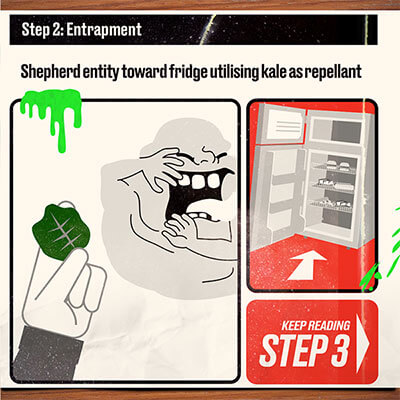 Step 2: Entrapment
Shepherd entity toward fridge utilising kale as repellant
KEEP READING
STEP 3